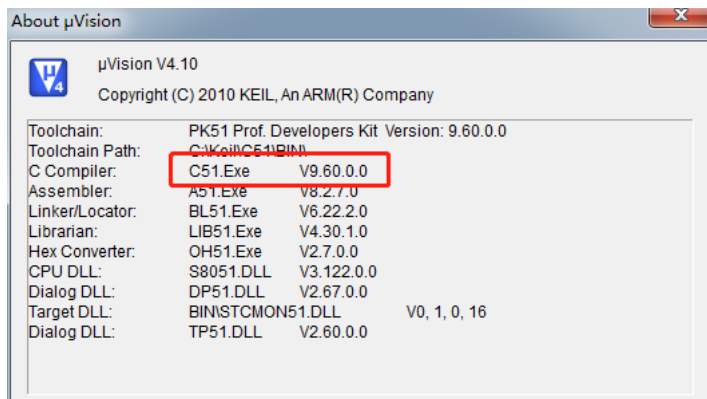 About µVision
µVision V4.10
Copyright (C) 2010 KEIL, An ARM(R) Company
Toolchain: PK51 Prof. Developers Kit Version: 9.60.0.0
Toolchain Path: C:\Keil\C51\BIN\
C Compiler: C51.Exe V9.60.0.0
Assembler: A51.Exe V8.2.7.0
Linker/Locator: BL51.Exe V6.22.2.0
Librarian: LIB51.Exe V4.30.1.0
Hex Converter: OH51.Exe V2.7.0.0
CPU DLL: S8051.DLL V3.122.0.0
Dialog DLL: DP51.DLL V2.67.0.0
Target DLL: BIN\STCMON51.DLL V0, 1, 0, 16
Dialog DLL: TP51.DLL V2.60.0.0